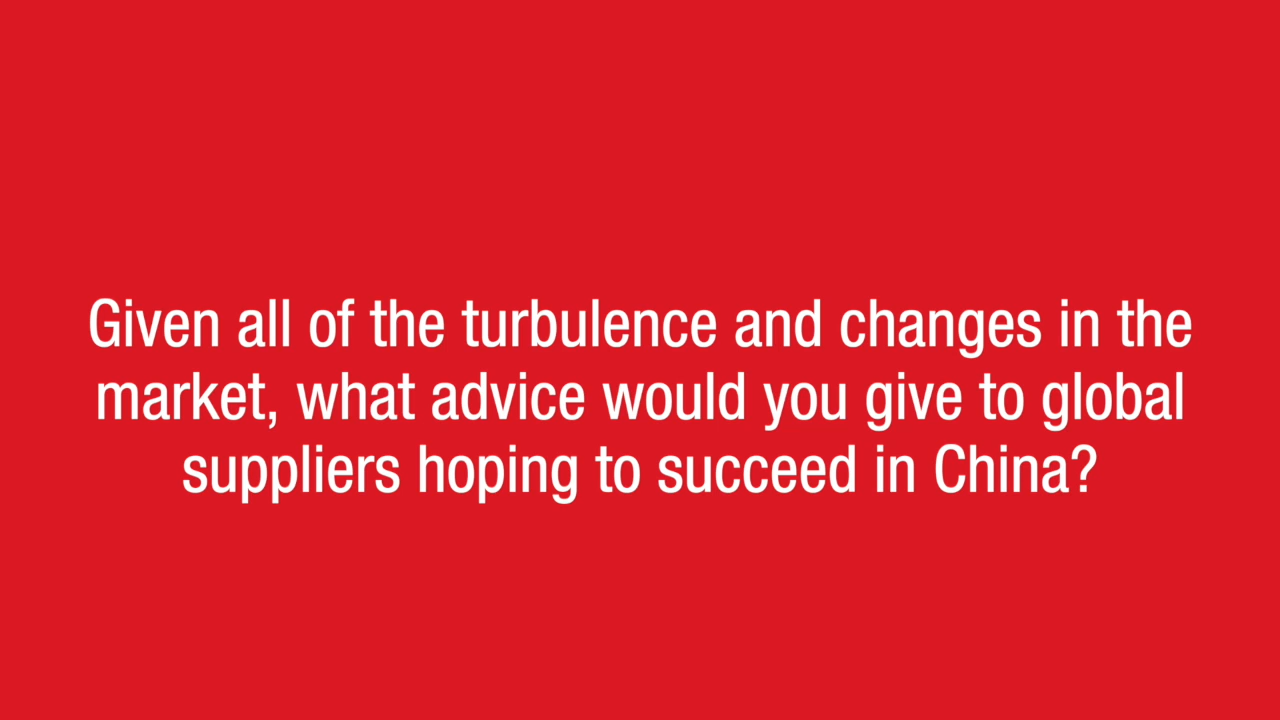 Given all of the turbulence and changes in the
market, what advice would you give to global
suppliers hoping to succeed in China?